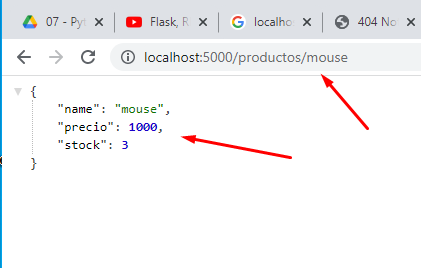 07 - Pyt
Flask, R
localho
404 No
localhost:5000/productos/mouse
{
"name": "mouse",
"precio": 1000,
"stock": 3
}